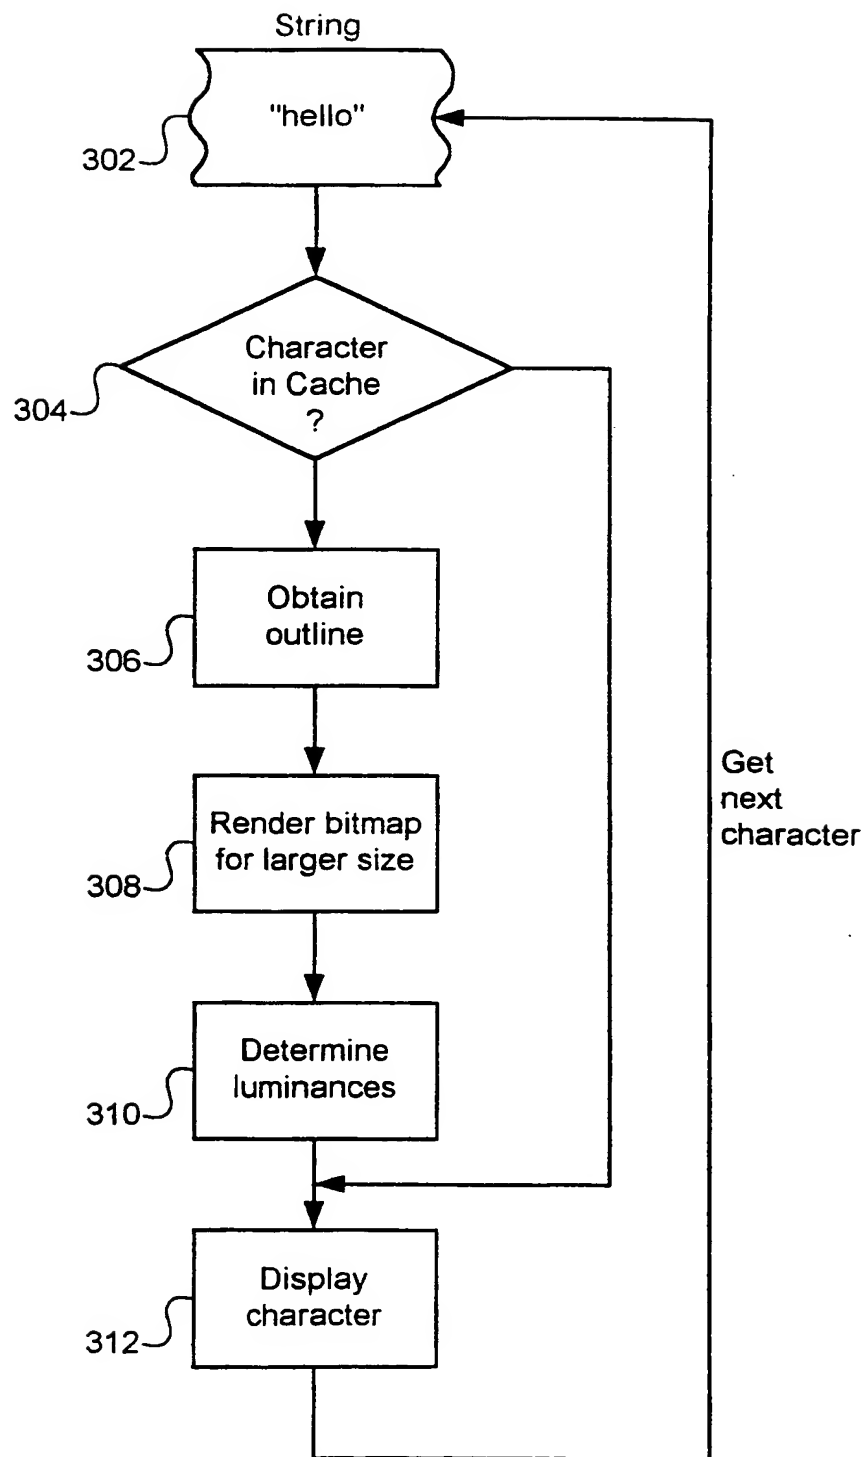 String
"hello"
302
Character
in Cache
?
304
Obtain
outline
306
Render bitmap
for larger size
308
Get
next
character
Determine
luminances
310
Display
character
312